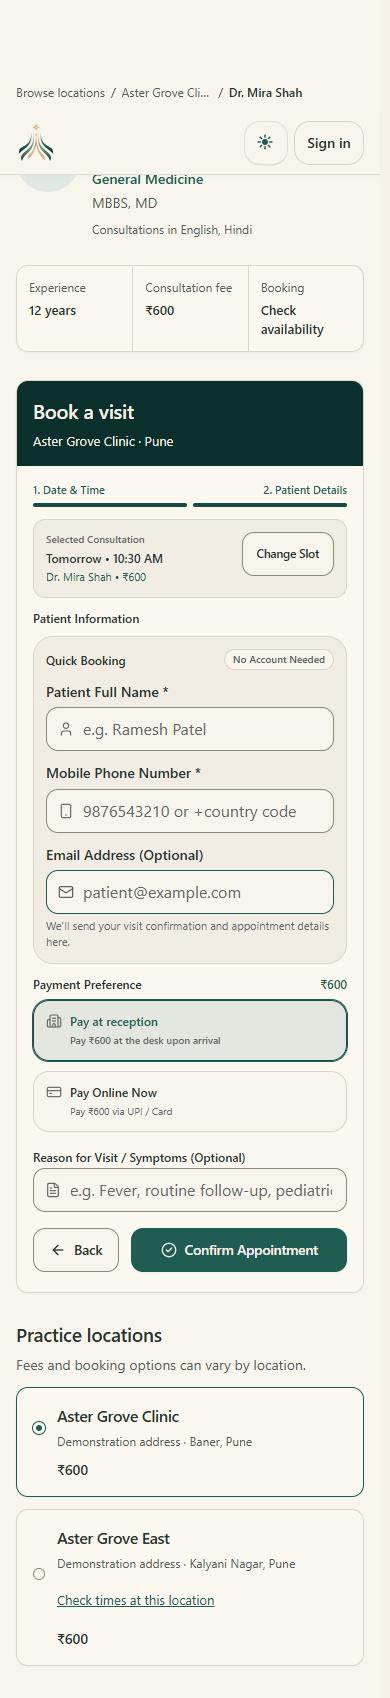 Browse locations / Aster Grove Cli... / Dr. Mira Shah
Sign in
General Medicine
MBBS, MD
Consultations in English, Hindi
Experience
12 years
Consultation fee
₹600
Booking
Check
availability
Book a visit
Aster Grove Clinic · Pune
1. Date & Time
2. Patient Details
Selected Consultation
Tomorrow • 10:30 AM
Dr. Mira Shah • ₹600
Change Slot
Patient Information
Quick Booking
No Account Needed
Patient Full Name *
e.g. Ramesh Patel
Mobile Phone Number *
9876543210 or +country code
Email Address (Optional)
patient@example.com
We'll send your visit confirmation and appointment details
here.
Payment Preference
₹600
Pay at reception
Pay ₹600 at the desk upon arrival
Pay Online Now
Pay ₹600 via UPI / Card
Reason for Visit / Symptoms (Optional)
e.g. Fever, routine follow-up, pediatric
Back
Confirm Appointment
Practice locations
Fees and booking options can vary by location.
Aster Grove Clinic
Demonstration address · Baner, Pune
₹600
Aster Grove East
Demonstration address · Kalyani Nagar, Pune
Check times at this location
₹600